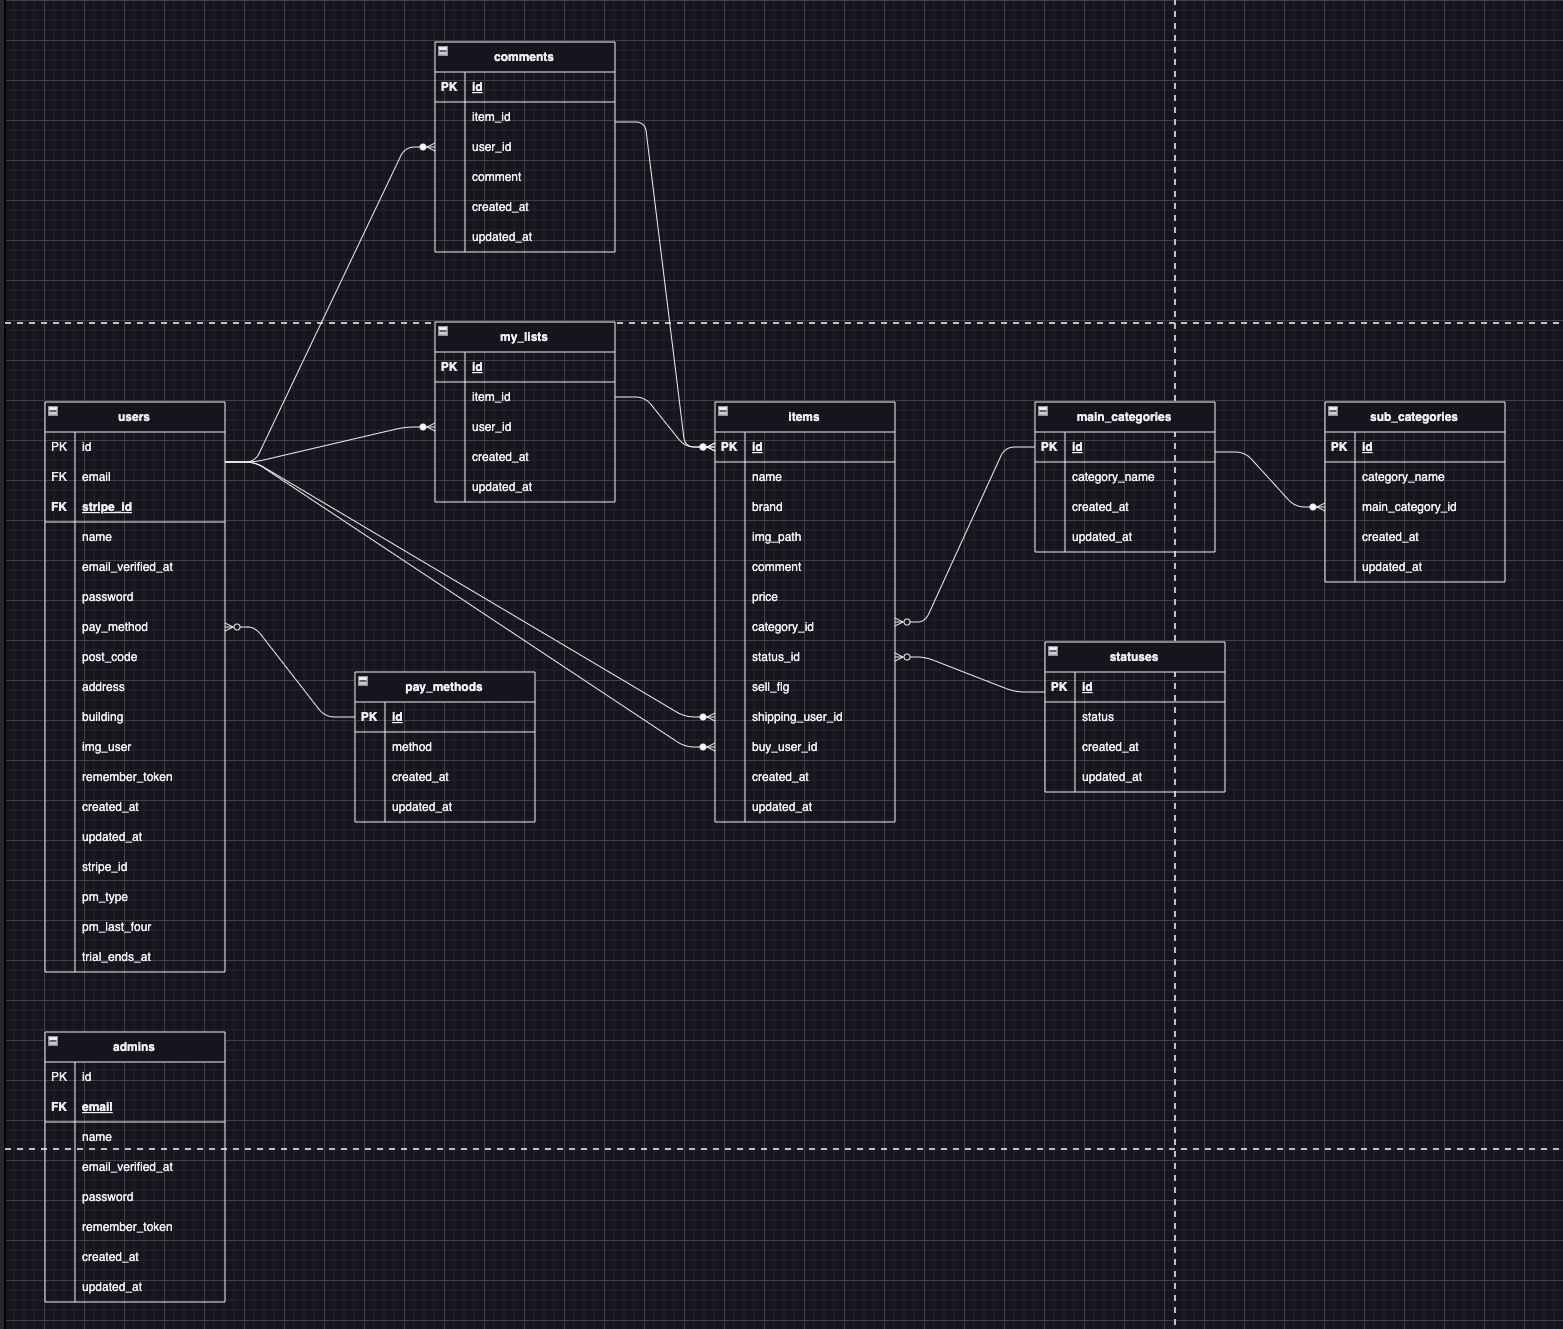 comments
PK id
item_id
user_id
comment
created_at
updated_at
my_lists
PK id
item_id
user_id
created_at
updated_at
users
PK id
FK email
FK stripe_id
name
email_verified_at
password
pay_method
post_code
address
building
img_user
remember_token
created_at
updated_at
stripe_id
pm_type
pm_last_four
trial_ends_at
pay_methods
PK id
method
created_at
updated_at
items
PK id
name
brand
img_path
comment
price
category_id
status_id
sell_flg
shipping_user_id
buy_user_id
created_at
updated_at
main_categories
PK id
category_name
created_at
updated_at
sub_categories
PK id
category_name
main_category_id
created_at
updated_at
statuses
PK id
status
created_at
updated_at
admins
PK id
FK email
name
email_verified_at
password
remember_token
created_at
updated_at